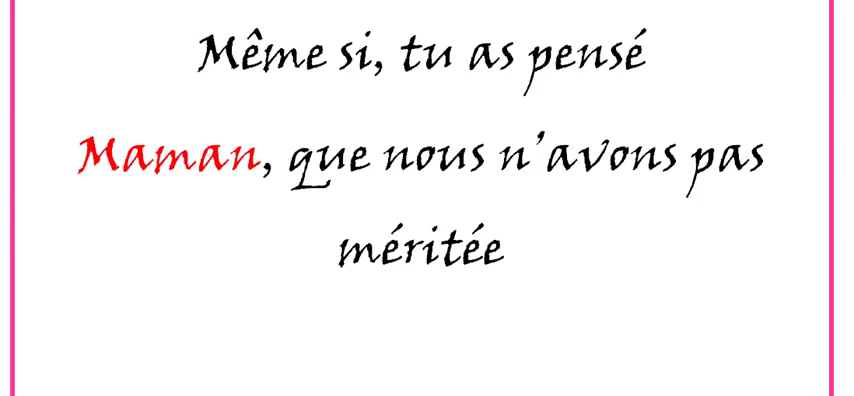 Même si, tu as pensé
Maman, que nous n’avons pas
méritée